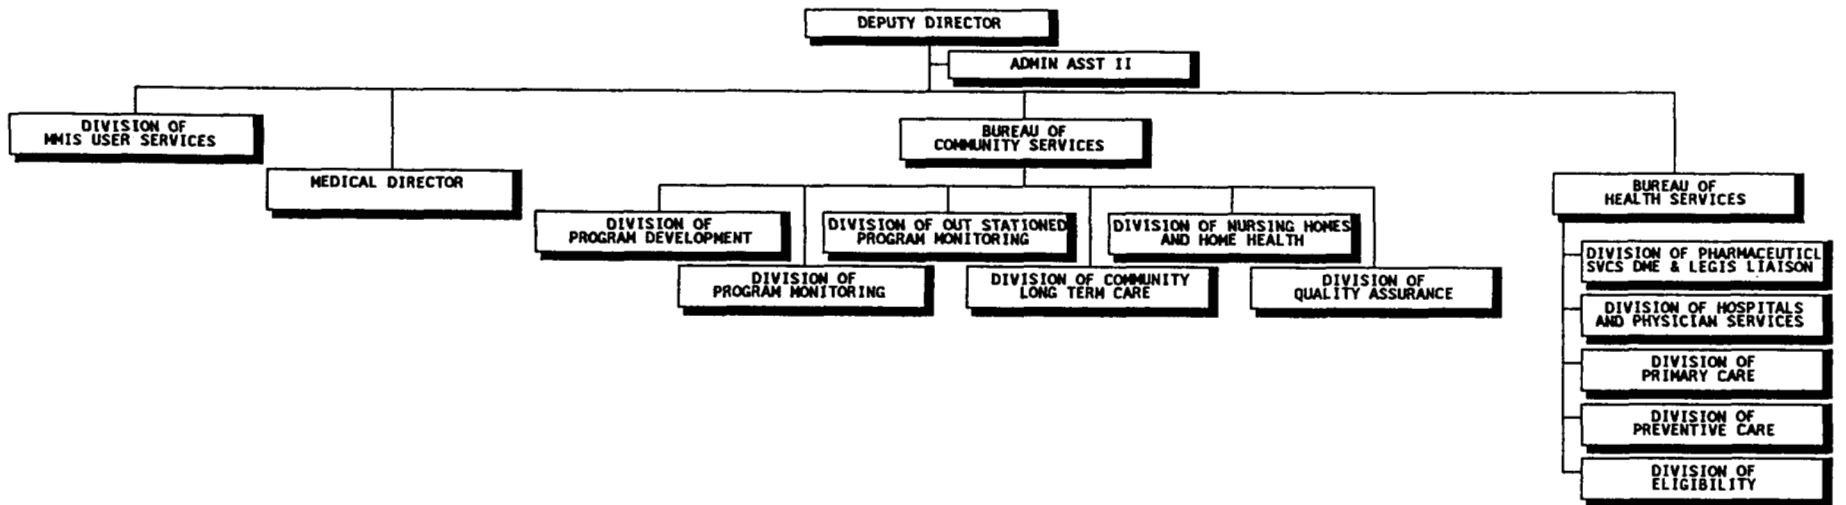 DEPUTY DIRECTOR
ADMIN ASST II
DIVISION OF
MMIS USER SERVICES
MEDICAL DIRECTOR
BUREAU OF
COMMUNITY SERVICES
DIVISION OF
PROGRAM DEVELOPMENT
DIVISION OF
PROGRAM MONITORING
DIVISION OF OUT STATIONED
PROGRAM MONITORING
DIVISION OF COMMUNITY
LONG TERM CARE
DIVISION OF NURSING HOMES
AND HOME HEALTH
DIVISION OF
QUALITY ASSURANCE
BUREAU OF
HEALTH SERVICES
DIVISION OF PHARMACEUTICL
SVCS DME & LEGIS LIAISON
DIVISION OF HOSPITALS
AND PHYSICIAN SERVICES
DIVISION OF
PRIMARY CARE
DIVISION OF
PREVENTIVE CARE
DIVISION OF
ELIGIBILITY